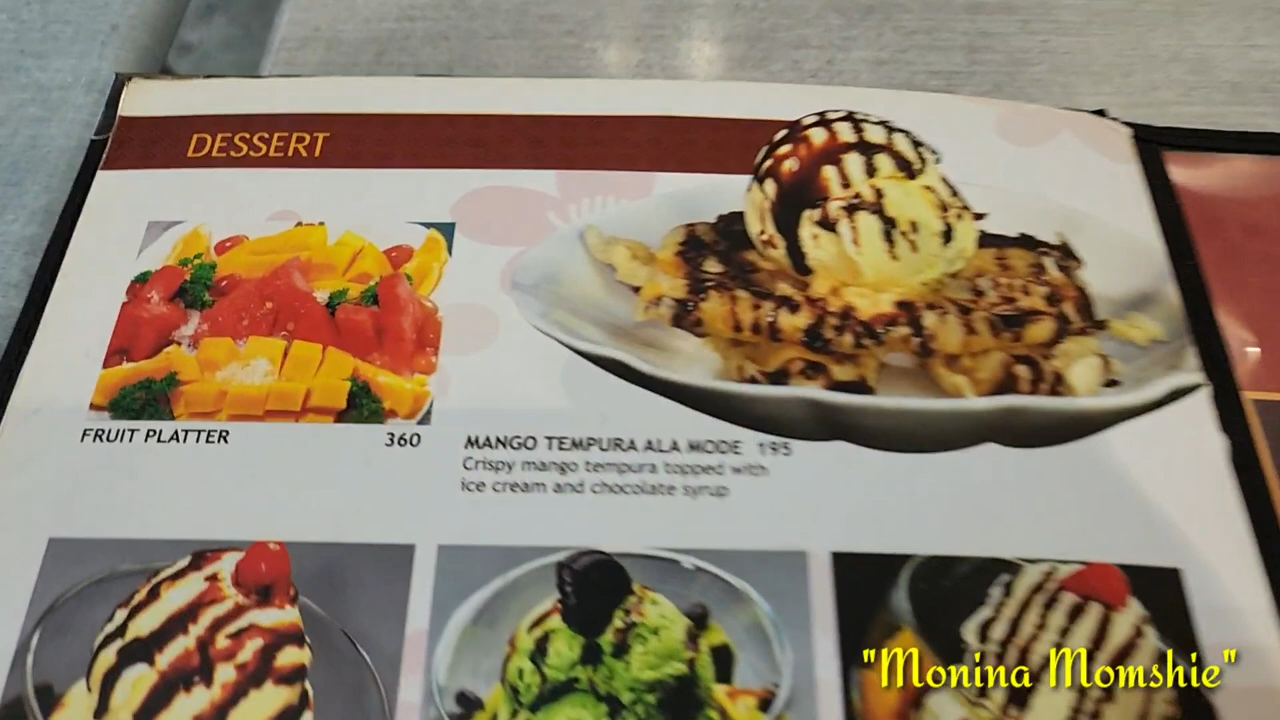 DESSERT
FRUIT PLATTER 360
MANGO TEMPURA ALA MODE 195
Crispy mango tempura topped with
ice cream and chocolate syrup
"Monina Momshie"